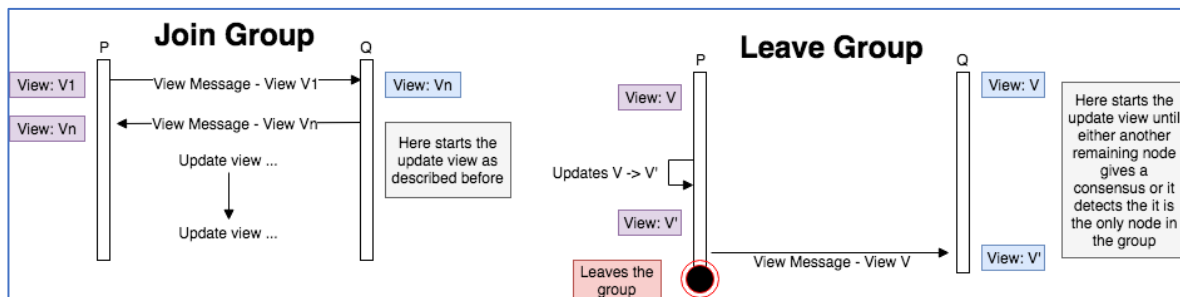 Join Group
P
Q
View: V1
View Message - View V1
View: Vn
View: Vn
View Message - View Vn
Here starts the
update view as
described before
Update view ...
Update view ...
Leave Group
P
Q
View: V
View: V
Here starts the
update view until
either another
remaining node
gives a
consensus or it
detects the it is
the only node in
the group
Updates V -> V'
View: V'
View Message - View V
View: V'
Leaves the
group